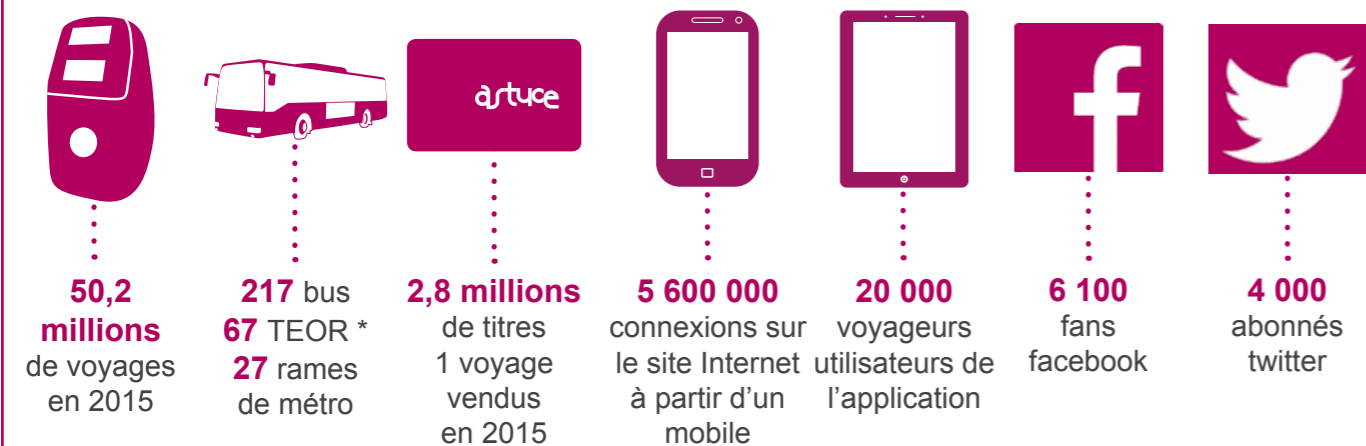 astuce
50,2
millions
de voyages
en 2015
217 bus
67 TEOR *
27 rames
de métro
2,8 millions
de titres
1 voyage
vendus
en 2015
5 600 000
connexions sur
le site Internet
à partir d’un
mobile
20 000
voyageurs
utilisateurs de
l’application
6 100
fans
facebook
4 000
abonnés
twitter